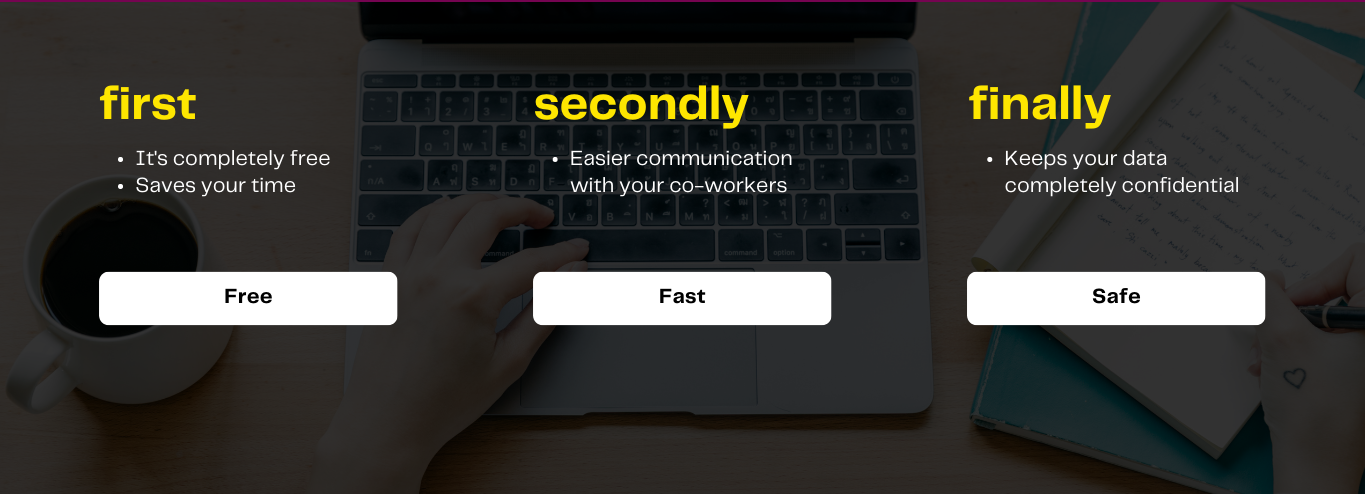 first
It's completely free
Saves your time
Free
secondly
Easier communication
with your co-workers
Fast
finally
Keeps your data
completely confidential
Safe